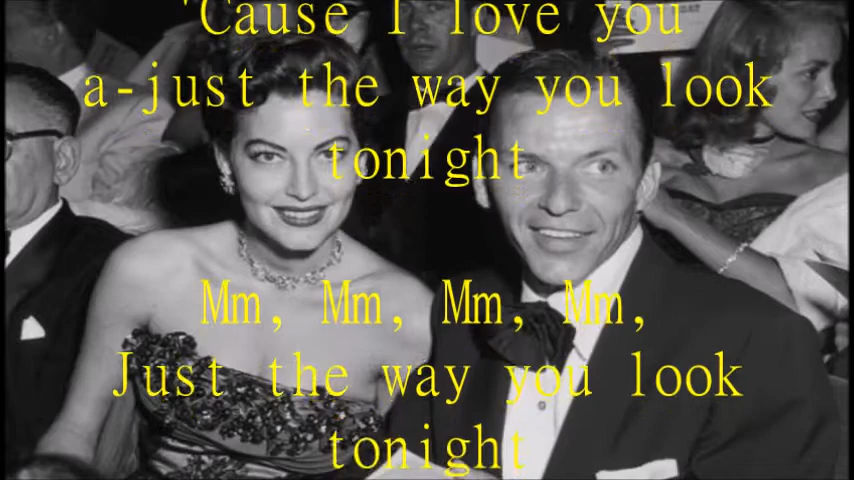 'Cause I love you
a-just the way you look
tonight
Mm, Mm, Mm, Mm,
Just the way you look
tonight